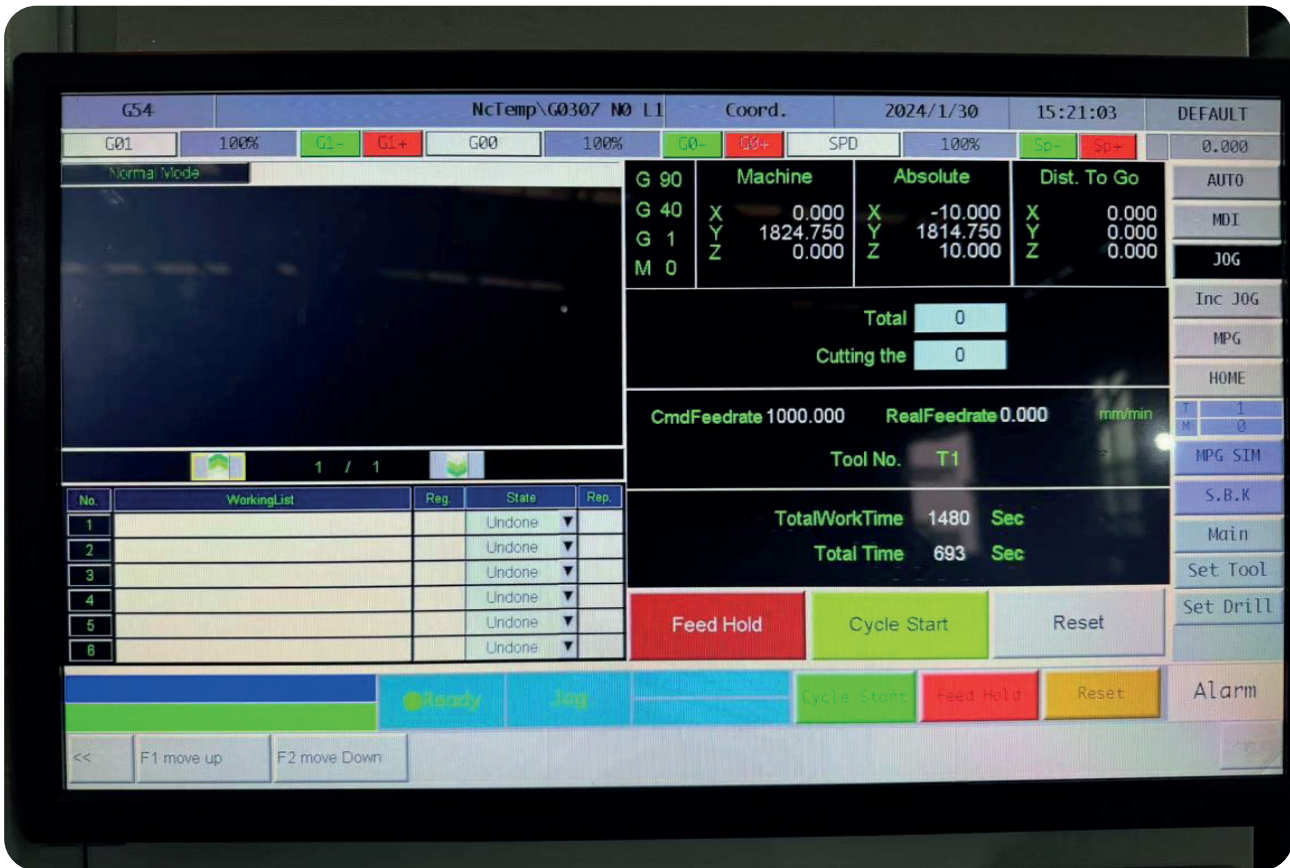 G54 NcTemp\G0307 N0 L1 Coord. 2024/1/30 15:21:03 DEFAULT
G01 100% G1- G1+ G00 100% G0- G0+ SPD 100% Sp- Sp+ 0.000
Normal Mode
G 90 Machine Absolute Dist. To Go
G 40 X 0.000 X -10.000 X 0.000
G 1 Y 1824.750 Y 1814.750 Y 0.000
M 0 Z 0.000 Z 10.000 Z 0.000
Total 0
Cutting the 0
CmdFeedrate 1000.000 RealFeedrate 0.000 mm/min
Tool No. T1
1 / 1
No. WorkingList Reg. State Rep.
1 Undone
2 Undone
3 Undone
4 Undone
5 Undone
6 Undone
TotalWorkTime 1480 Sec
Total Time 693 Sec
Feed Hold Cycle Start Reset
AUTO
MDI
JOG
Inc JOG
MPG
HOME
T 1
M 0
MPG SIM
S.B.K
Main
Set Tool
Set Drill
Ready Jog Cycle Start Feed Hold Reset Alarm
<< F1 move up F2 move Down